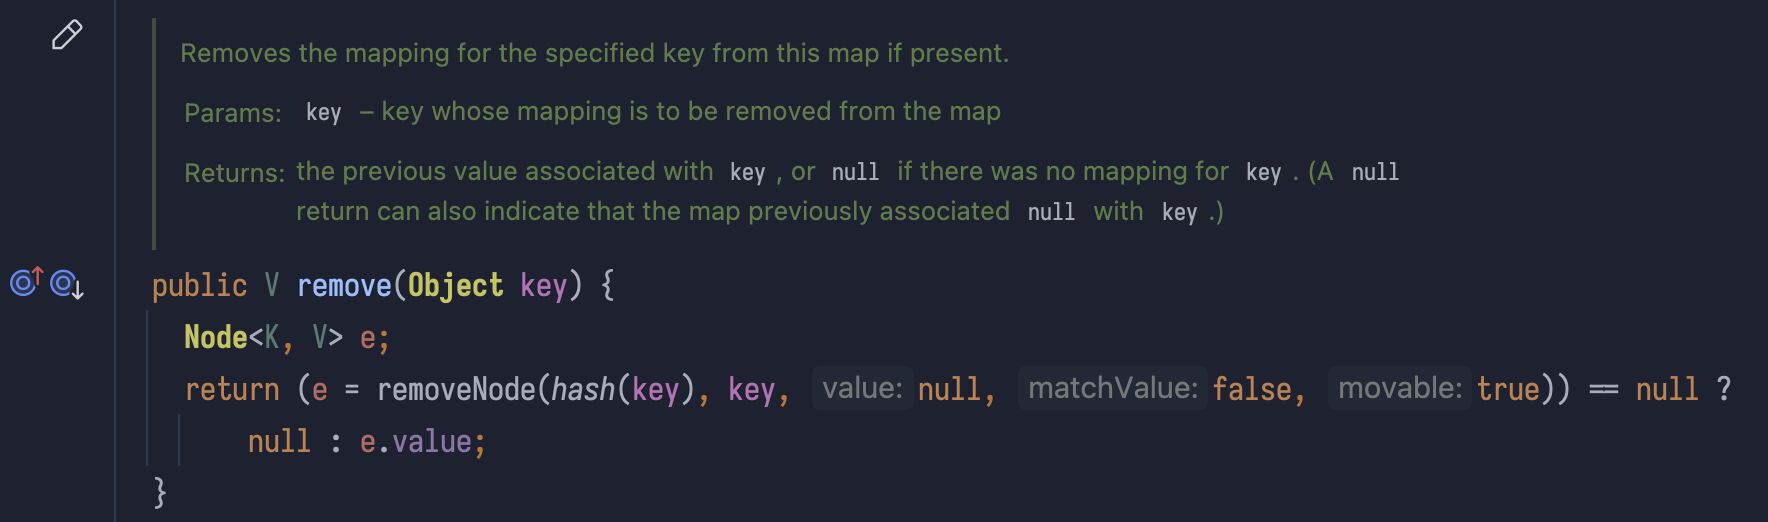 Removes the mapping for the specified key from this map if present.
Params: key – key whose mapping is to be removed from the map
Returns: the previous value associated with key , or null if there was no mapping for key . (A null
return can also indicate that the map previously associated null with key .)
public V remove(Object key) {
Node<K, V> e;
return (e = removeNode(hash(key), key, value: null, matchValue: false, movable: true)) == null ?
null : e.value;
}